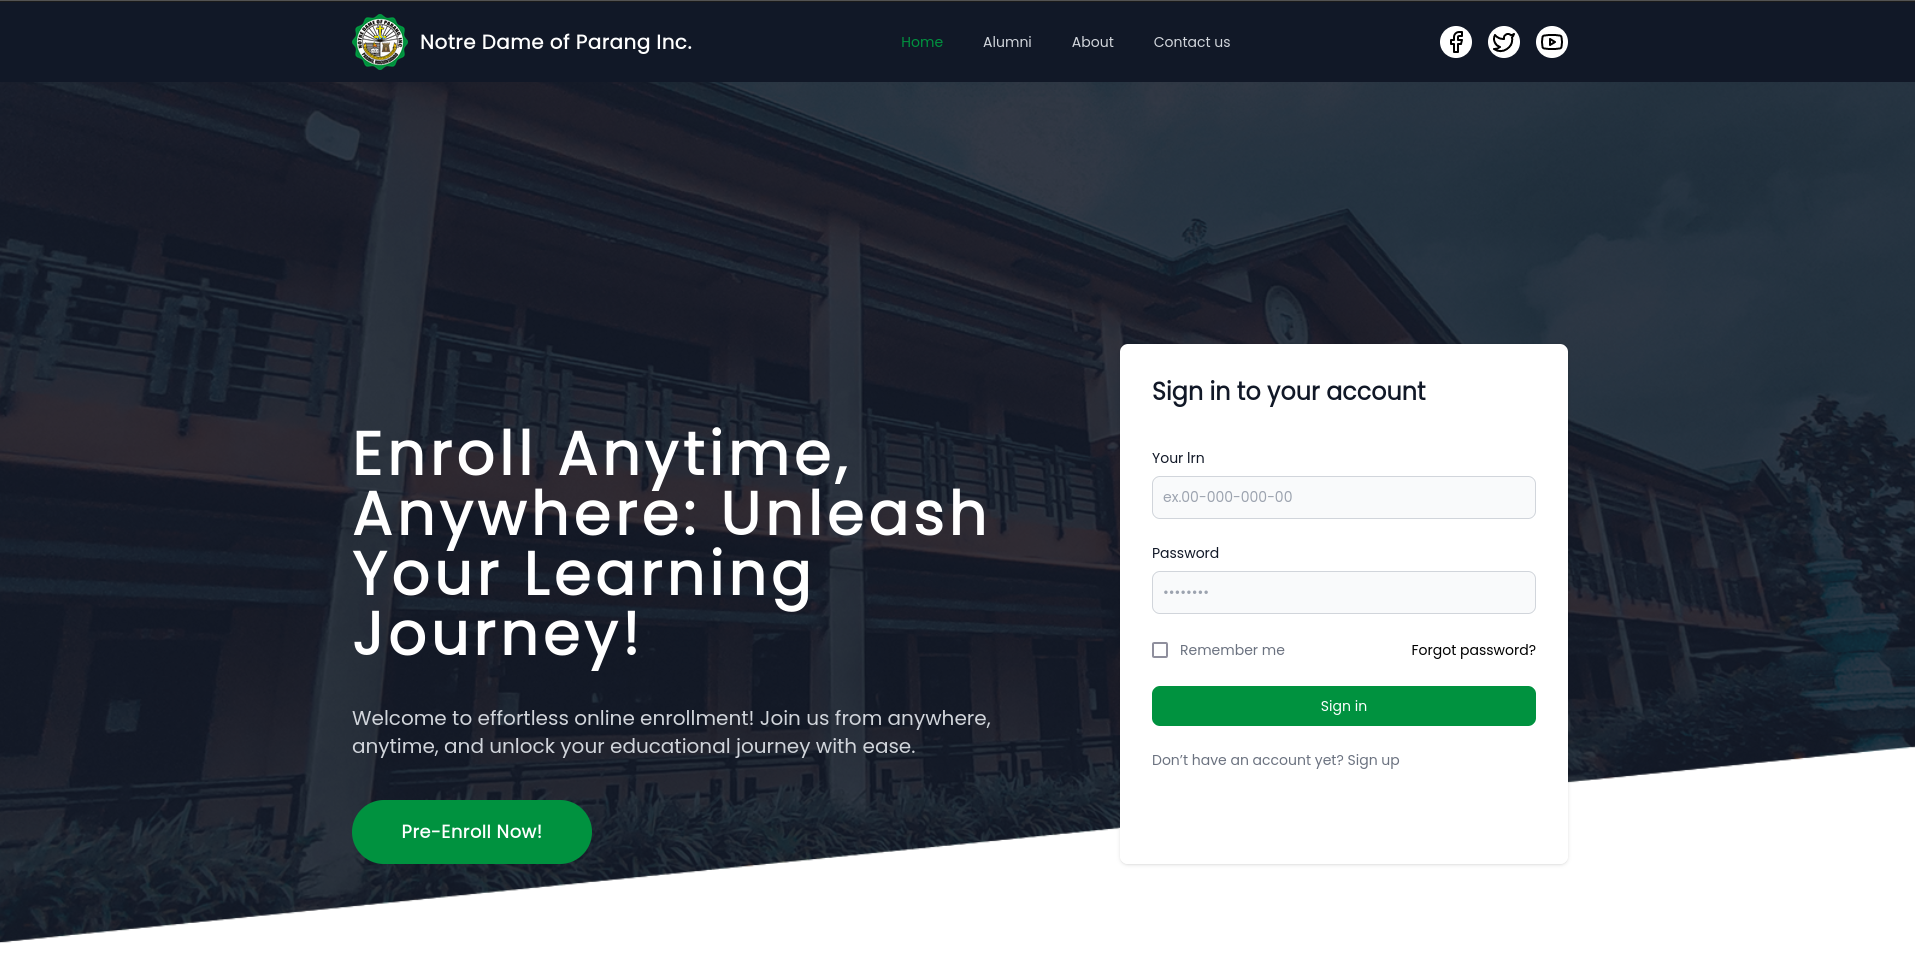 Notre Dame of Parang Inc.
Home
Alumni
About
Contact us
Enroll Anytime,
Anywhere: Unleash
Your Learning
Journey!
Welcome to effortless online enrollment! Join us from anywhere,
anytime, and unlock your educational journey with ease.
Pre-Enroll Now!
Sign in to your account
Your lrn
ex.00-000-000-00
Password
••••••••
Remember me
Forgot password?
Sign in
Don’t have an account yet? Sign up